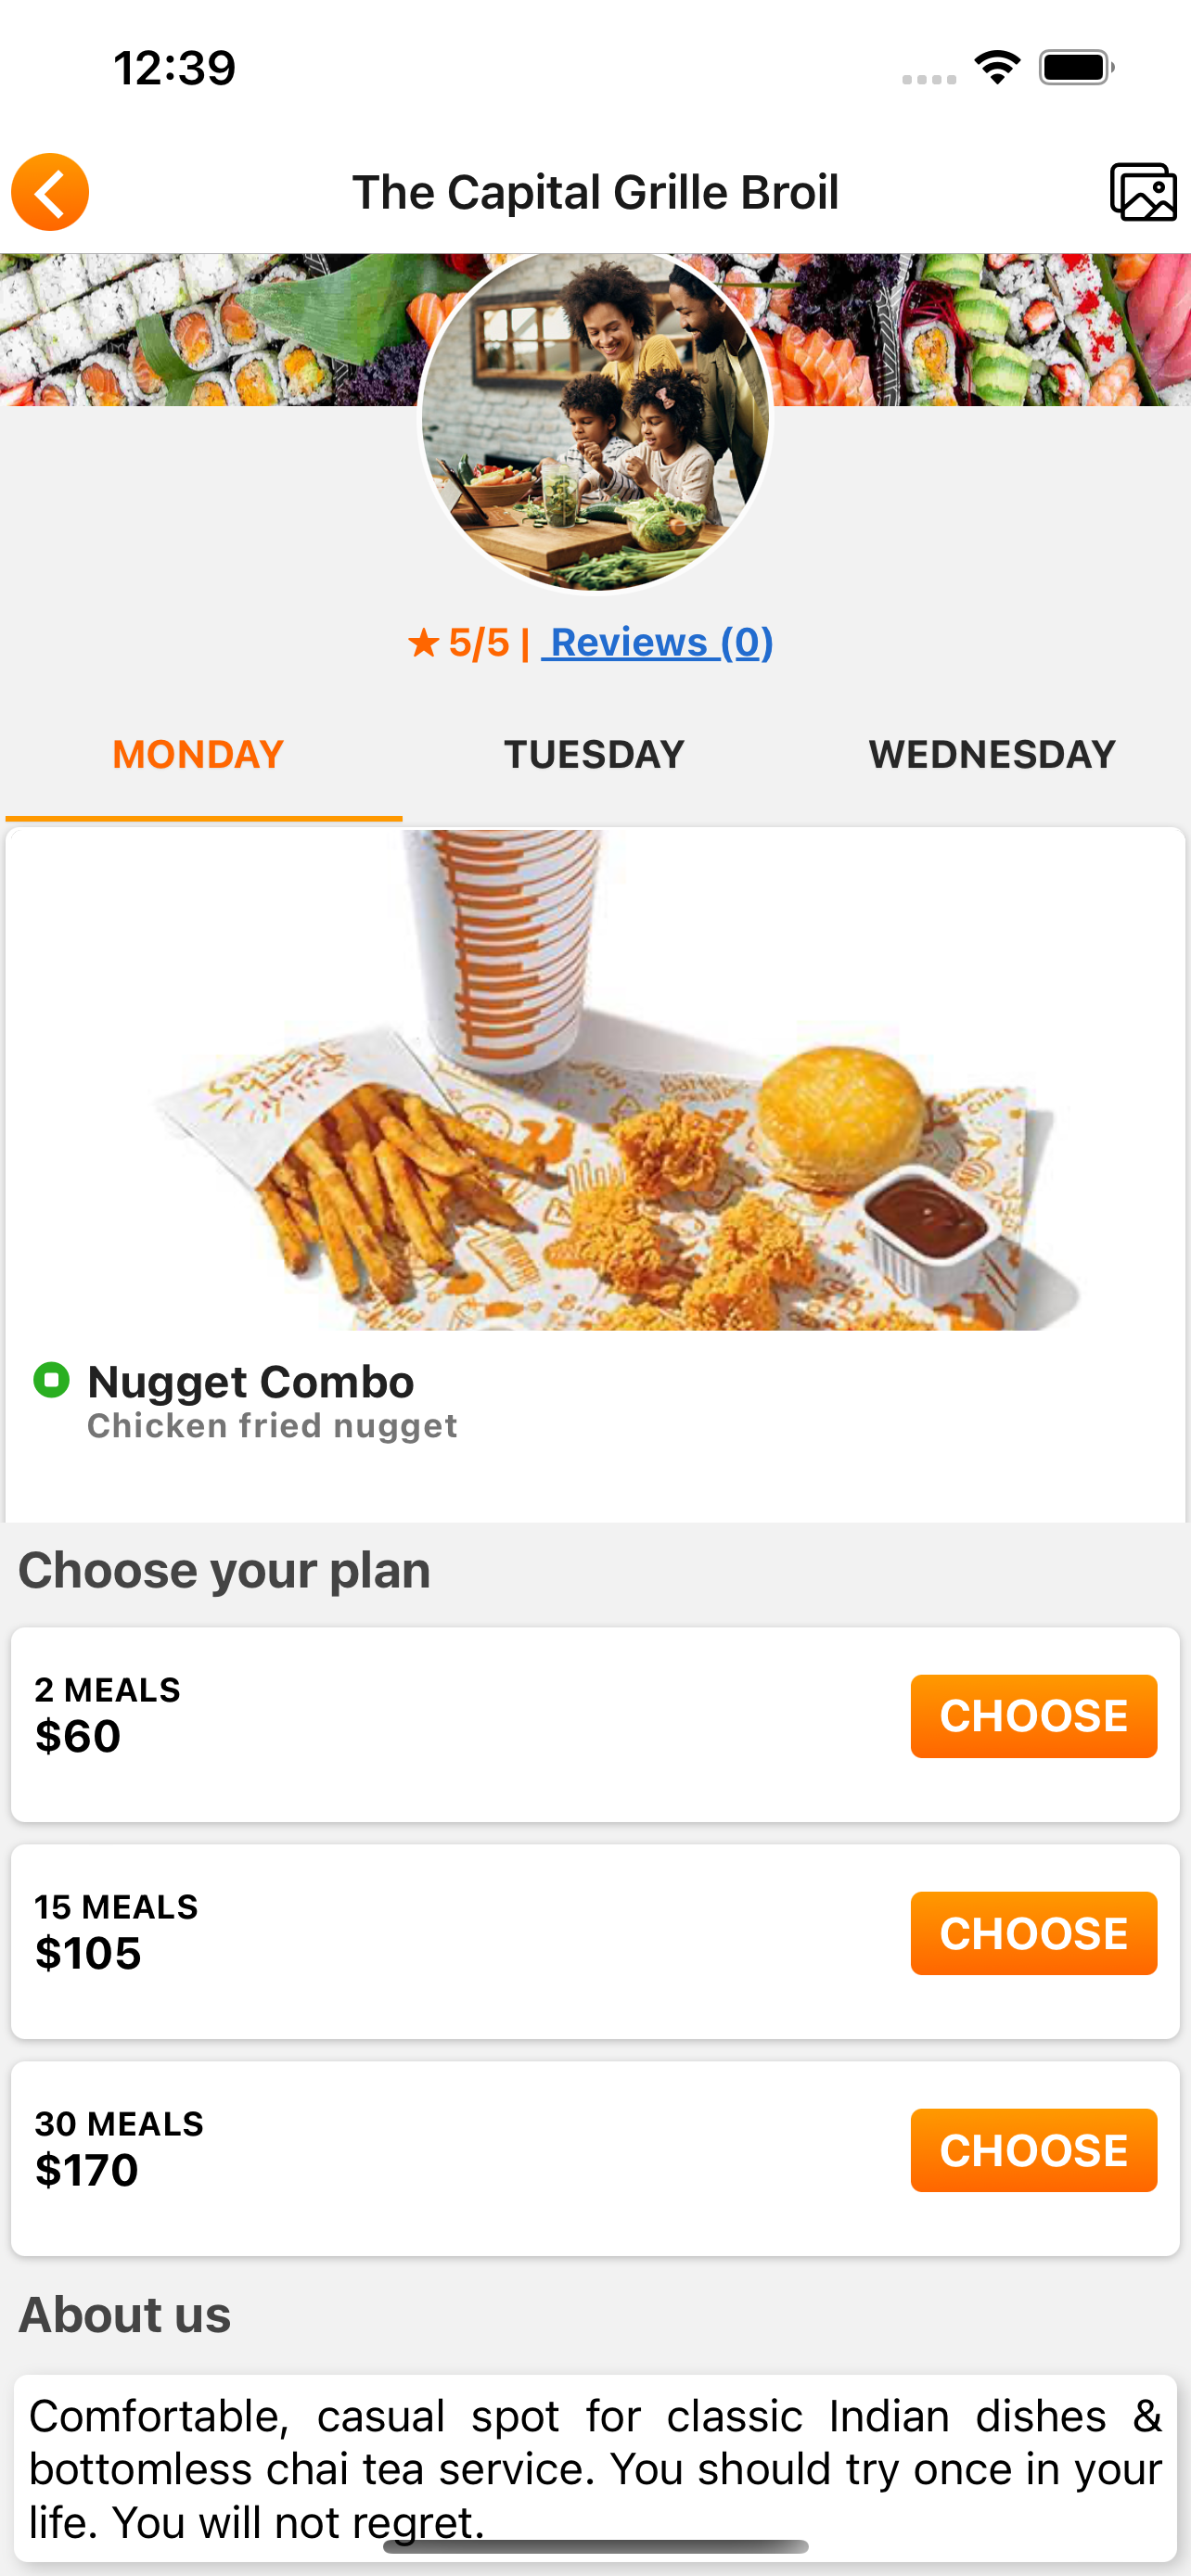 12:39
The Capital Grille Broil
★ 5/5 | Reviews (0)
MONDAY TUESDAY WEDNESDAY
Nugget Combo
Chicken fried nugget
Choose your plan
2 MEALS
$60
CHOOSE
15 MEALS
$105
CHOOSE
30 MEALS
$170
CHOOSE
About us
Comfortable, casual spot for classic Indian dishes &
bottomless chai tea service. You should try once in your
life. You will not regret.